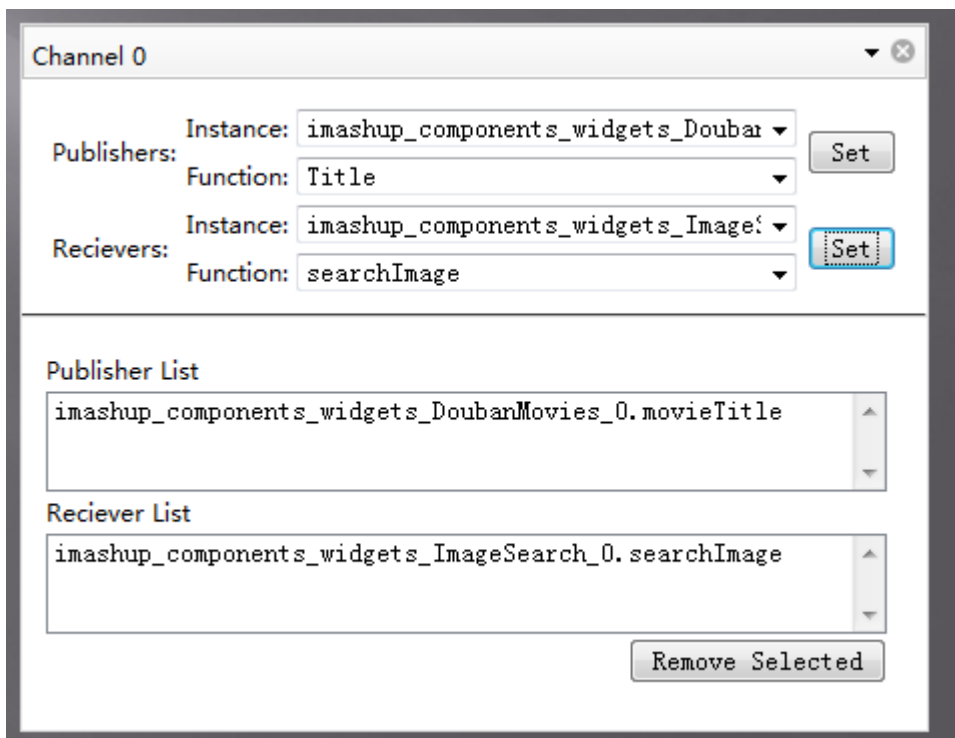 Channel 0
Publishers:
Instance: imashup_components_widgets_Douban
Set
Function: Title
Recievers:
Instance: imashup_components_widgets_Image
Set
Function: searchImage
Publisher List
imashup_components_widgets_DoubanMovies_0.movieTitle
Reciever List
imashup_components_widgets_ImageSearch_0.searchImage
Remove Selected